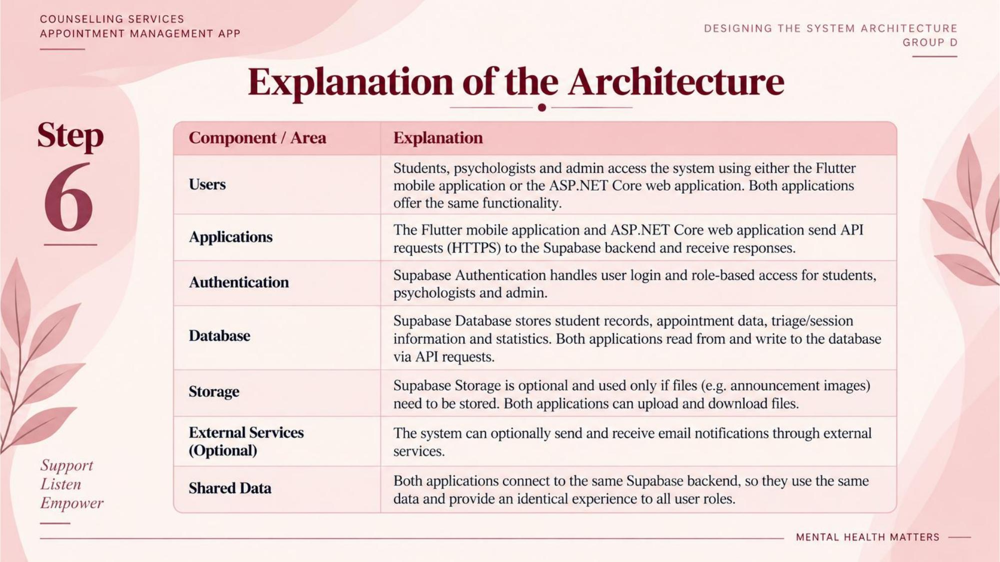 COUNSELLING SERVICES
APPOINTMENT MANAGEMENT APP
DESIGNING THE SYSTEM ARCHITECTURE
GROUP D
Explanation of the Architecture
Step
6
Component / Area
Explanation
Users
Students, psychologists and admin access the system using either the Flutter
mobile application or the ASP.NET Core web application. Both applications
offer the same functionality.
Applications
The Flutter mobile application and ASP.NET Core web application send API
requests (HTTPS) to the Supabase backend and receive responses.
Authentication
Supabase Authentication handles user login and role-based access for students,
psychologists and admin.
Database
Supabase Database stores student records, appointment data, triage/session
information and statistics. Both applications read from and write to the database
via API requests.
Storage
Supabase Storage is optional and used only if files (e.g. announcement images)
need to be stored. Both applications can upload and download files.
External Services
(Optional)
The system can optionally send and receive email notifications through external
services.
Shared Data
Both applications connect to the same Supabase backend, so they use the same
data and provide an identical experience to all user roles.
Support
Listen
Empower
MENTAL HEALTH MATTERS